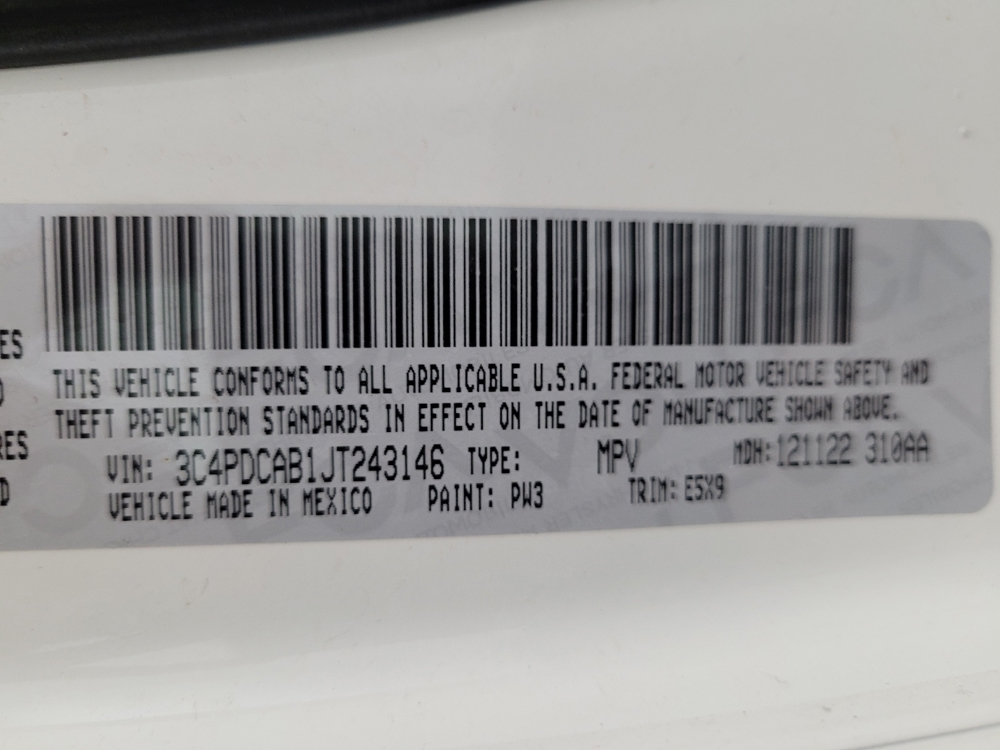 ES
THIS VEHICLE CONFORMS TO ALL APPLICABLE U.S.A. FEDERAL MOTOR VEHICLE SAFETY AND
THEFT PREVENTION STANDARDS IN EFFECT ON THE DATE OF MANUFACTURE SHOWN ABOVE.
RES
VIN: 3C4PDCAB1JT243146 TYPE: MPV MDH: 121122 310AA
D
VEHICLE MADE IN MEXICO PAINT: PW3 TRIM: E5X9